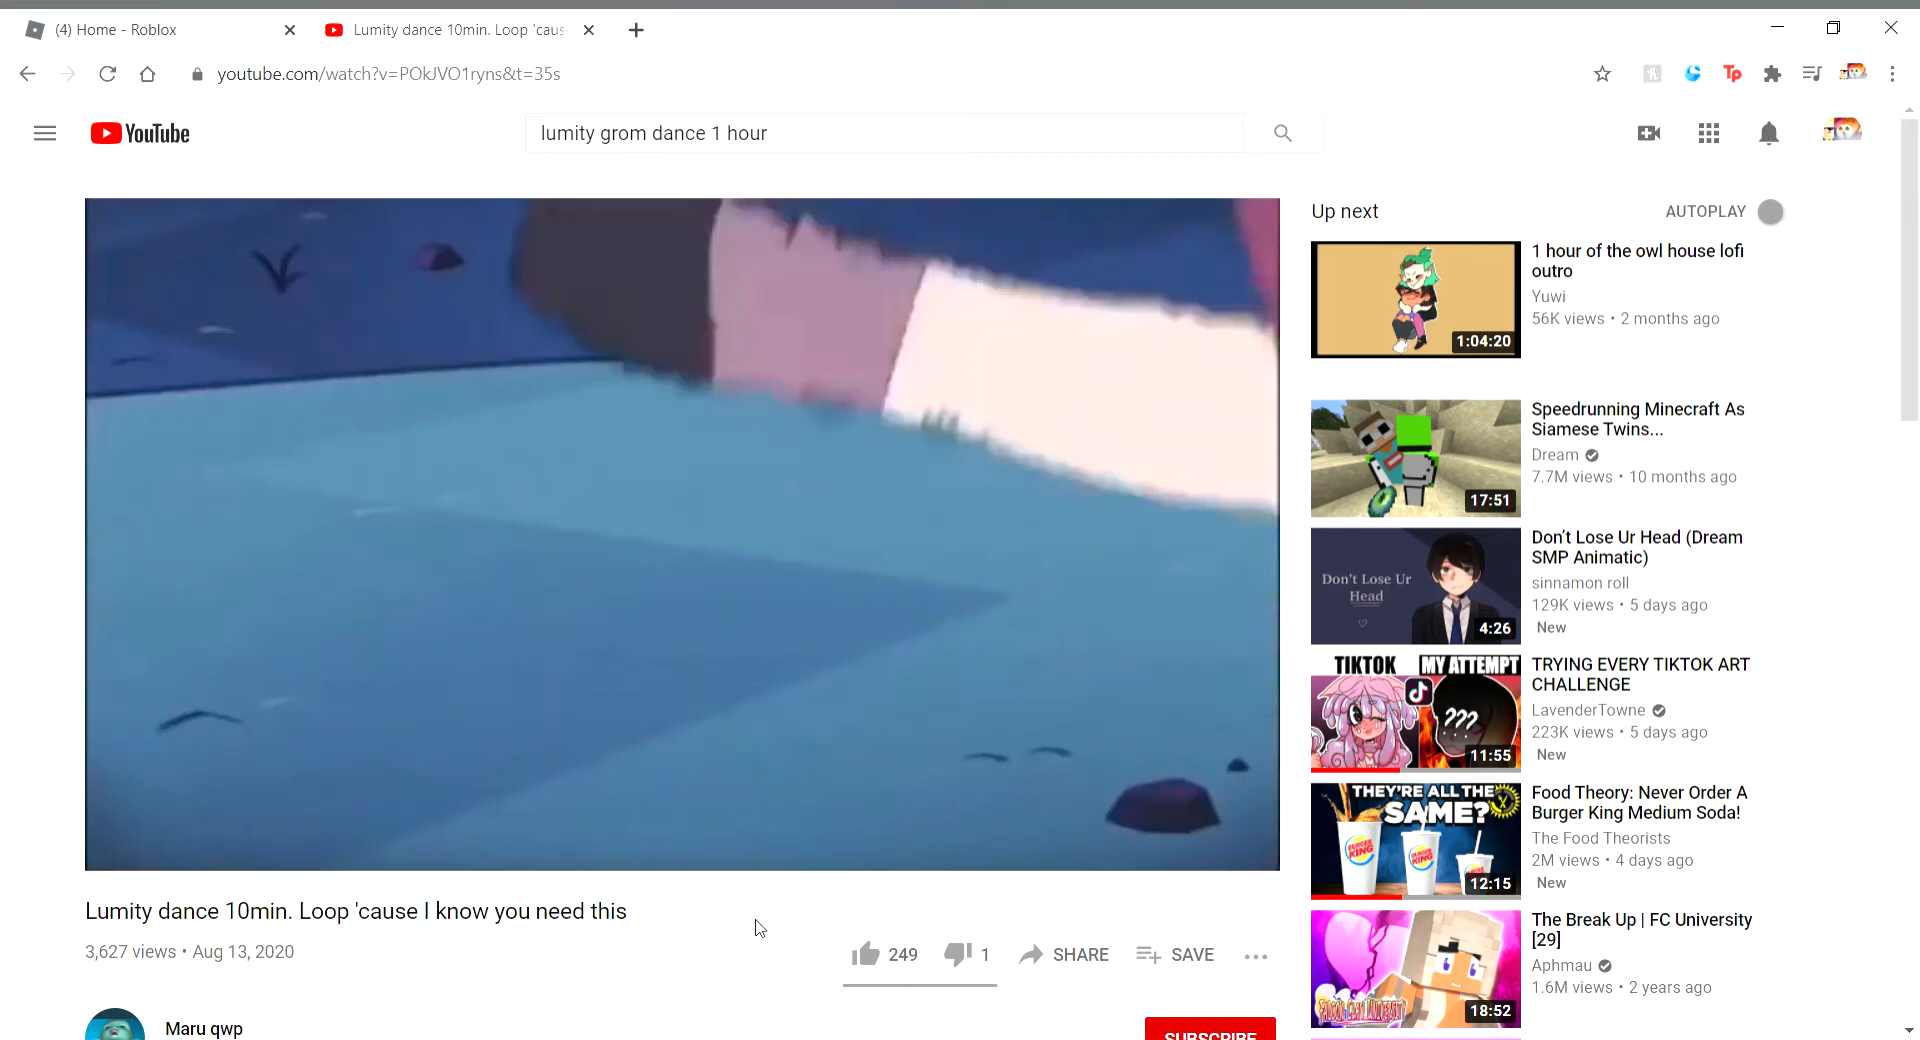 (4) Home - Roblox
Lumity dance 10min. Loop 'caus
youtube.com/watch?v=POkJVO1ryns&t=35s
Tp
YouTube
lumity grom dance 1 hour
Up next
AUTOPLAY
1 hour of the owl house lofi
outro
Yuwi
56K views • 2 months ago
1:04:20
Speedrunning Minecraft As
Siamese Twins...
Dream
7.7M views • 10 months ago
17:51
Don't Lose Ur
Head
4:26
Don't Lose Ur Head (Dream
SMP Animatic)
sinnamon roll
129K views • 5 days ago
New
TIKTOK MY ATTEMPT
???
11:55
TRYING EVERY TIKTOK ART
CHALLENGE
LavenderTowne
223K views • 5 days ago
New
THEY'RE ALL THE
SAME?
BURGER KING
BURGER KING
12:15
Food Theory: Never Order A
Burger King Medium Soda!
The Food Theorists
2M views • 4 days ago
New
18:52
The Break Up | FC University
[29]
Aphmau
1.6M views • 2 years ago
Lumity dance 10min. Loop 'cause I know you need this
3,627 views • Aug 13, 2020
249
1
SHARE
SAVE
Maru qwp
SUBSCRIBE